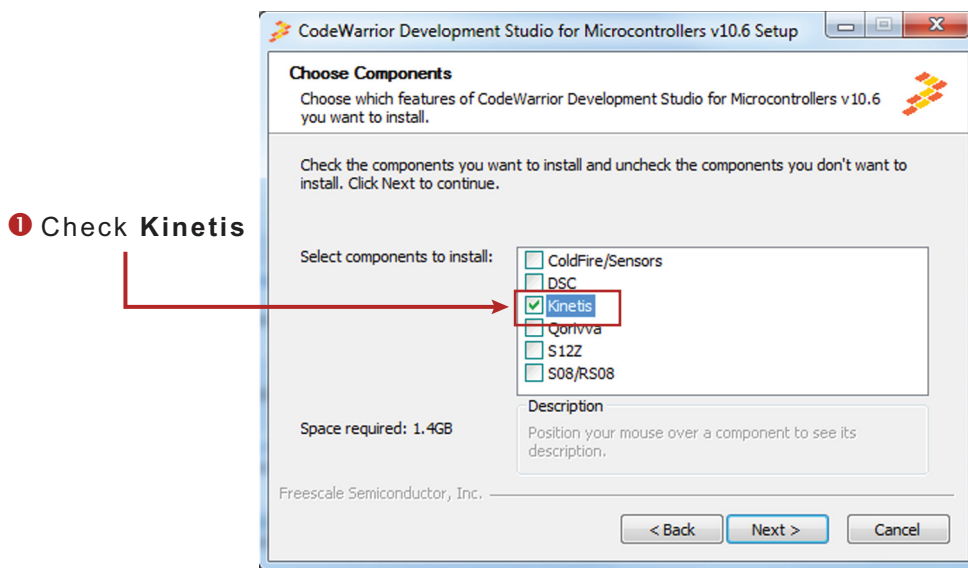 CodeWarrior Development Studio for Microcontrollers v10.6 Setup
Choose Components
Choose which features of CodeWarrior Development Studio for Microcontrollers v10.6
you want to install.
Check the components you want to install and uncheck the components you don't want to
install. Click Next to continue.
❶ Check Kinetis
Select components to install:
ColdFire/Sensors
DSC
Kinetis
Qorivva
S12Z
S08/RS08
Space required: 1.4GB
Description
Position your mouse over a component to see its
description.
Freescale Semiconductor, Inc.
< Back Next > Cancel